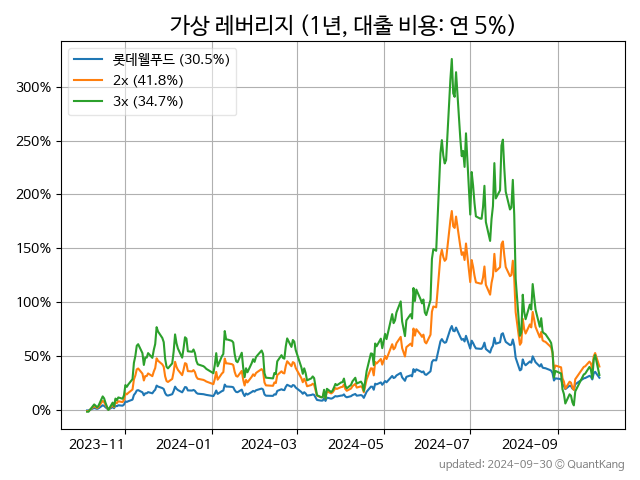 가상 레버리지 (1년, 대출 비용: 연 5%)
롯데웰푸드 (30.5%)
2x (41.8%)
3x (34.7%)
300%
250%
200%
150%
100%
50%
0%
2023-11
2024-01
2024-03
2024-05
2024-07
2024-09
updated: 2024-09-30 © QuantKang